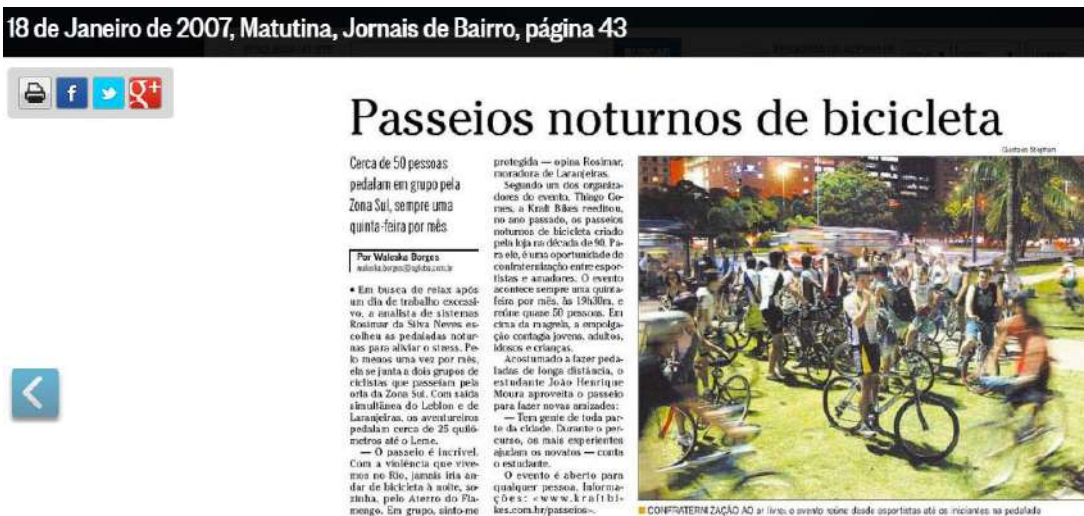 18 de Janeiro de 2007, Matutina, Jornais de Bairro, página 43
f
g+
Passeios noturnos de bicicleta
Cerca de 50 pessoas
pedalam em grupo pela
Zona Sul, sempre uma
quinta-feira por mês
Por Waleska Borges
• Em busca de relax após
um dia de trabalho excessi-
vo, a analista de sistemas
Rosimar da Silva Neves es-
colheu as pedaladas notur-
nas para aliviar o stress. Pe-
lo menos uma vez por mês,
ela se junta a dois grupos de
ciclistas que passeiam pela
orla da Zona Sul. Com saída
simultânea do Leblon e de
Laranjeiras, os aventureiros
pedalam cerca de 25 quilô-
metros até o Leme.
— O passeio é incrível.
Com a violência que vive-
mos no Rio, jamais iria an-
dar de bicicleta à noite, so-
zinha, pelo Aterro do Fla-
mengo. Em grupo, sinto-me
protegida — opina Rosimar,
moradora de Laranjeiras.
Segundo um dos organiza-
dores do evento, Thiago Go-
mes, a Kraft Bikes reeditou,
no ano passado, os passeios
noturnos de bicicleta criado
pela loja na década de 90. Pa-
ra ele, é uma oportunidade de
confraternização entre espor-
tistas e amadores. O evento
acontece sempre uma quinta-
feira por mês, às 19h30m, e
reúne quase 50 pessoas. Em
cima da magrela, a empolga-
ção contagia jovens, adultos,
idosos e crianças.
Acostumado a fazer peda-
ladas de longa distância, o
estudante João Henrique
Moura aproveita o passeio
para fazer novas amizades:
— Tem gente de toda par-
te da cidade. Durante o per-
curso, os mais experientes
ajudam os novatos — conta
o estudante.
O evento é aberto para
qualquer pessoa. Informa-
ções: <www.kraftbi-
kes.com.br/passeios>.
CONFRATERNIZAÇÃO AO ar livre: o evento reúne desde esportistas até os iniciantes na pedalada